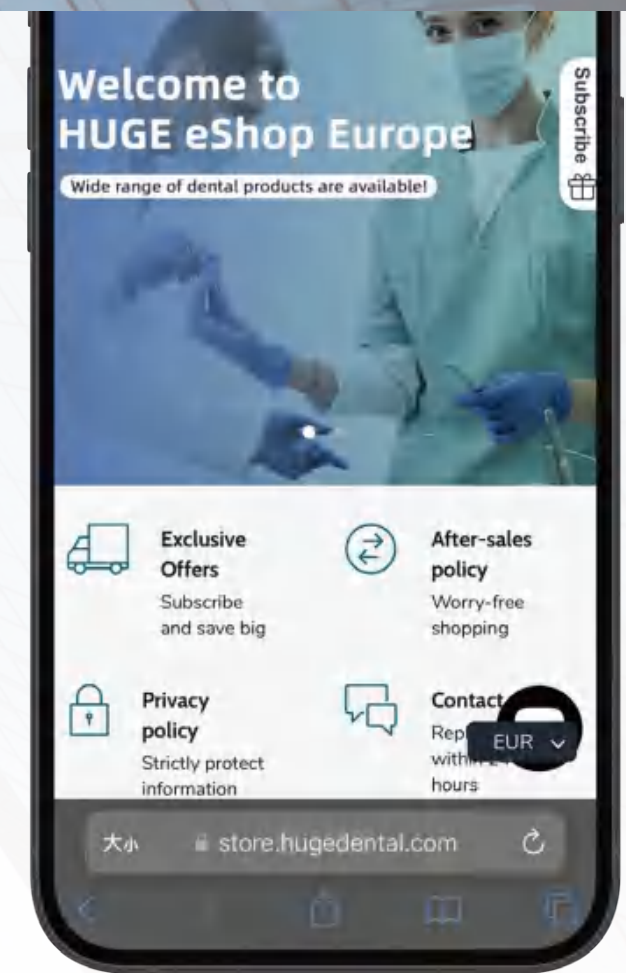 Welcome to
HUGE eShop Europe
Subscribe
Wide range of dental products are available!
Exclusive
Offers
Subscribe
and save big
After-sales
policy
Worry-free
shopping
Privacy
policy
Strictly protect
information
Contact
EUR
hours
大小
store.hugedental.com